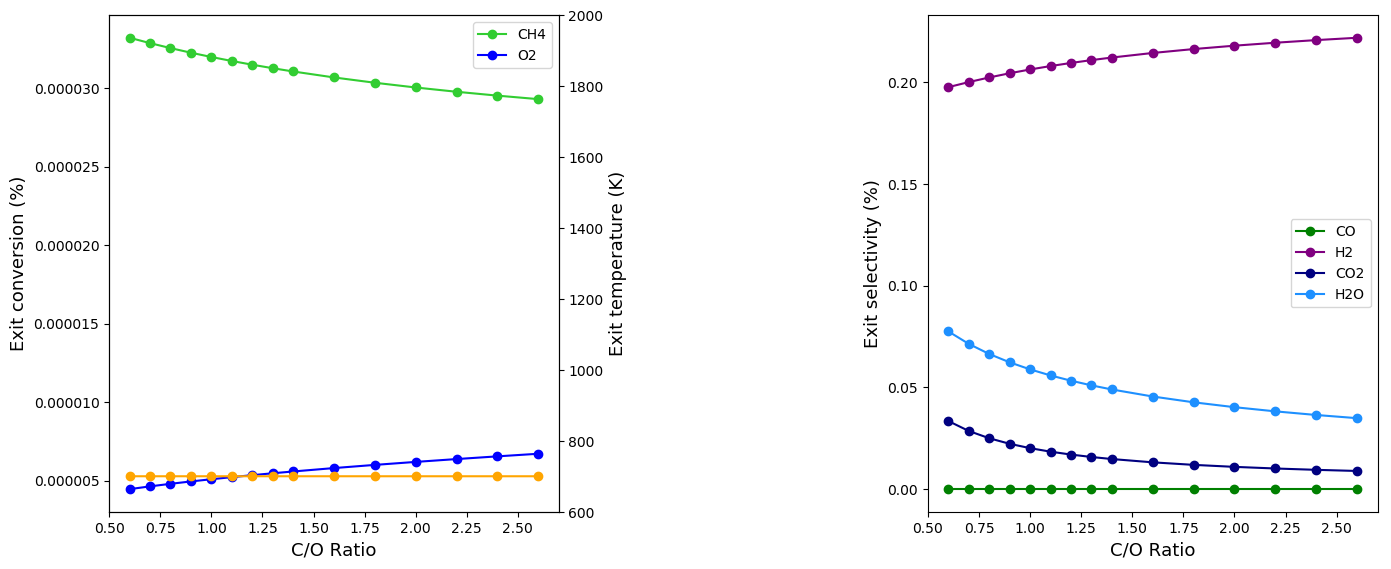 Exit conversion (%)
0.000030
0.000025
0.000020
0.000015
0.000010
0.000005
0.50 0.75 1.00 1.25 1.50 1.75 2.00 2.25 2.50
C/O Ratio
CH4
O2
2000
1800
1600
1400
1200
1000
800
600
Exit temperature (K)
Exit selectivity (%)
0.20
0.15
0.10
0.05
0.00
0.50 0.75 1.00 1.25 1.50 1.75 2.00 2.25 2.50
C/O Ratio
CO
H2
CO2
H2O